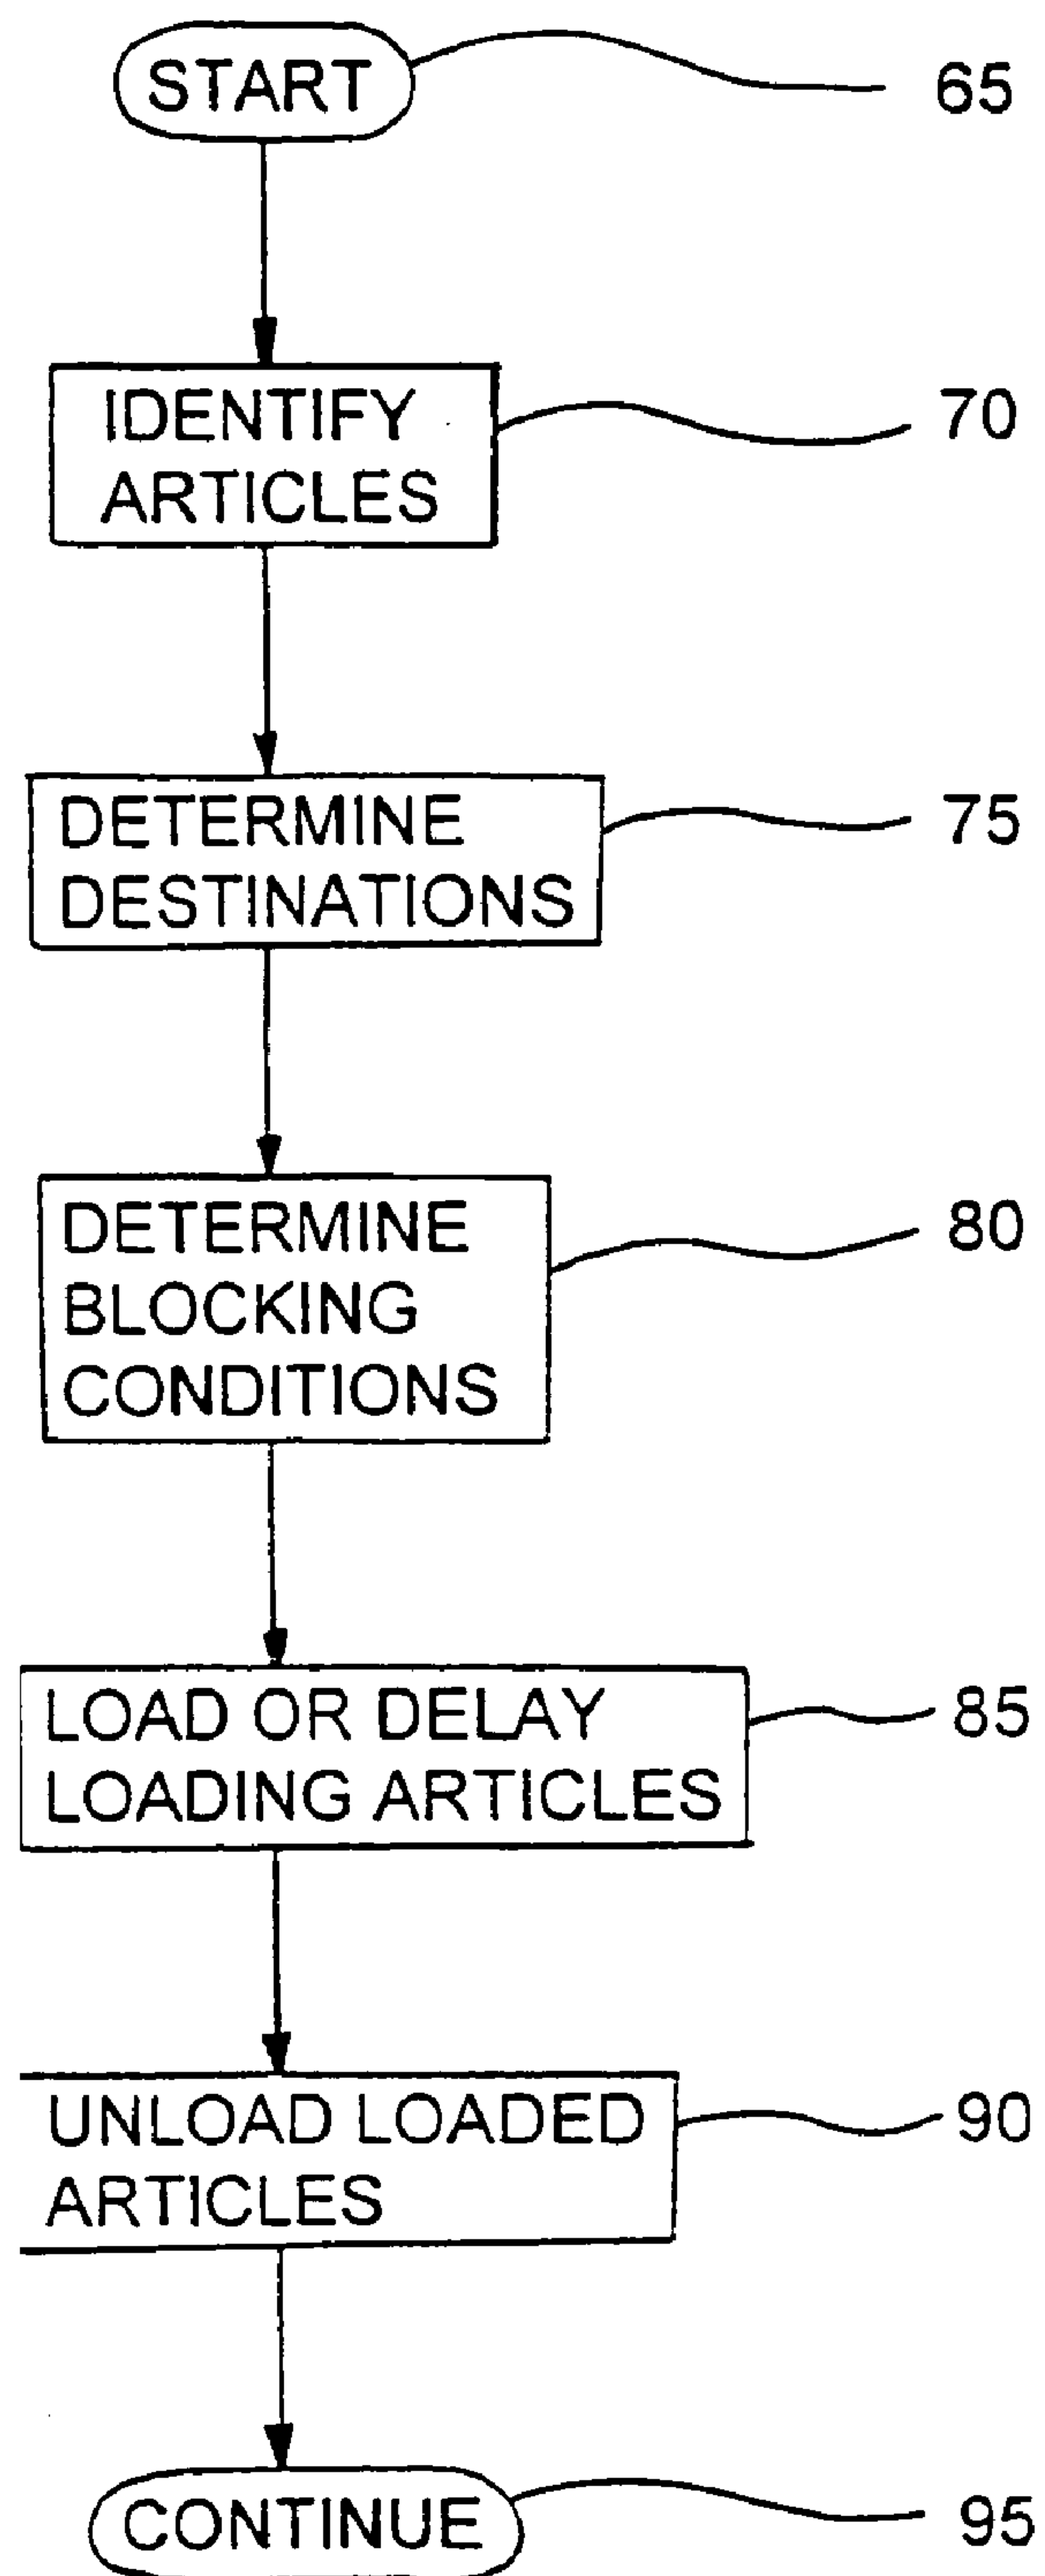 START
65
IDENTIFY
ARTICLES
70
DETERMINE
DESTINATIONS
75
DETERMINE
BLOCKING
CONDITIONS
80
LOAD OR DELAY
LOADING ARTICLES
85
UNLOAD LOADED
ARTICLES
90
CONTINUE
95